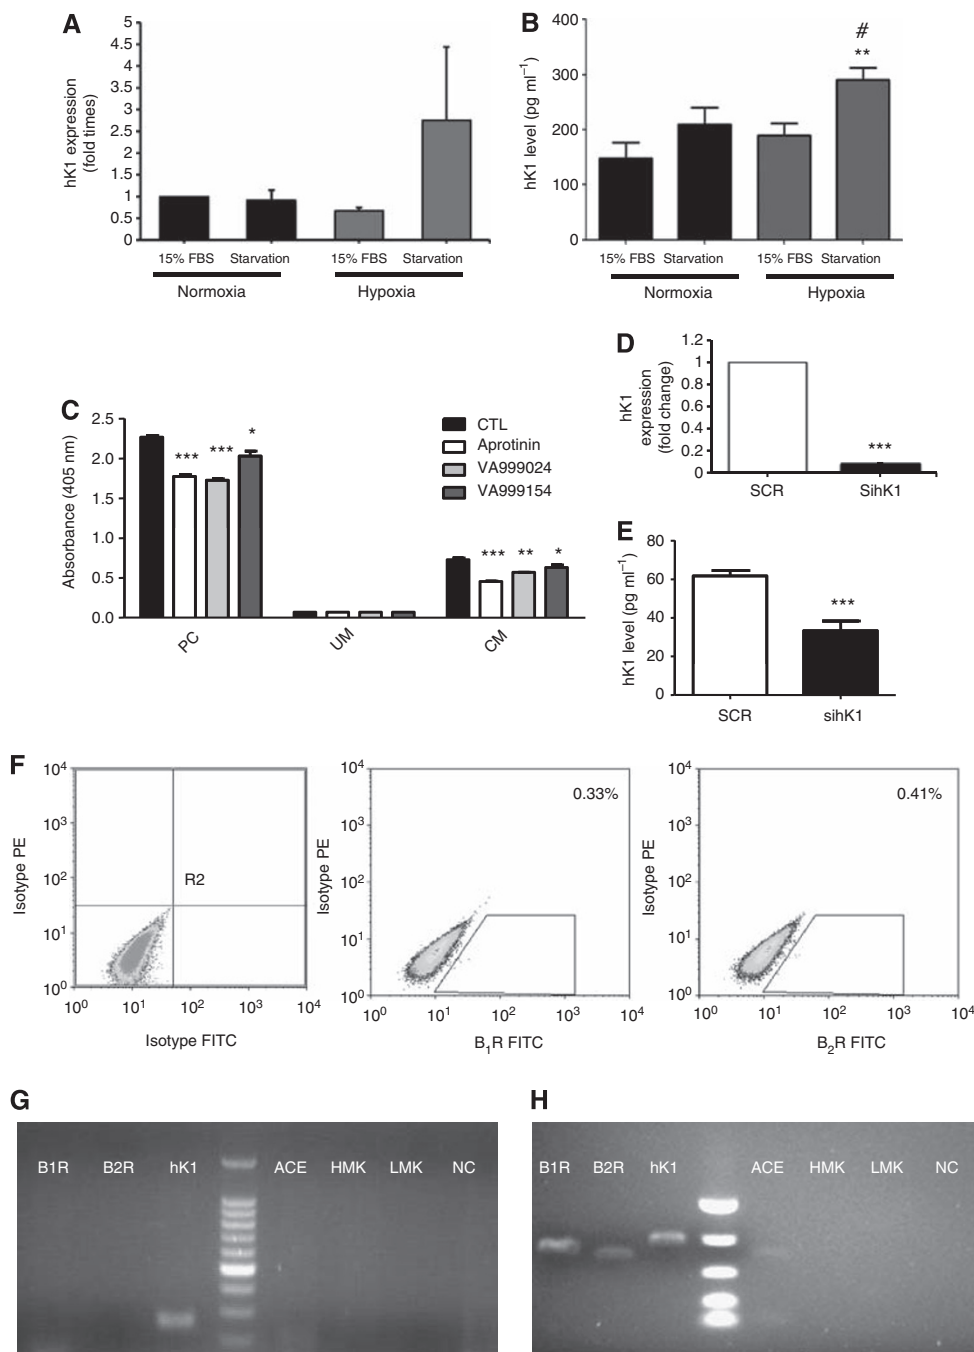 A
hK1 expression
(fold times)
5
4.5
4
3.5
3
2.5
2
1.5
1
0.5
0
15% FBS Starvation 15% FBS Starvation
Normoxia Hypoxia
B
hK1 level (pg ml⁻¹)
400
300
200
100
0
#
**
15% FBS Starvation 15% FBS Starvation
Normoxia Hypoxia
C
Absorbance (405 nm)
2.5
2.0
1.5
1.0
0.5
0.0
*** *** *
*** ** *
CTL
Aprotinin
VA999024
VA999154
PC UM CM
D
hK1
expression
(fold change)
1.2
1
0.8
0.6
0.4
0.2
0
***
SCR SihK1
E
hK1 level (pg ml⁻¹)
80
60
40
20
0
***
SCR sihK1
F
Isotype PE
10⁴
10³
10²
10¹
10⁰
R2
10⁰ 10¹ 10² 10³ 10⁴
Isotype FITC
Isotype PE
10⁴
10³
10²
10¹
10⁰
0.33%
10⁰ 10¹ 10² 10³ 10⁴
B₁R FITC
Isotype PE
10⁴
10³
10²
10¹
10⁰
0.41%
10⁰ 10¹ 10² 10³ 10⁴
B₂R FITC
G
B1R B2R hK1 ACE HMK LMK NC
H
B1R B2R hK1 ACE HMK LMK NC